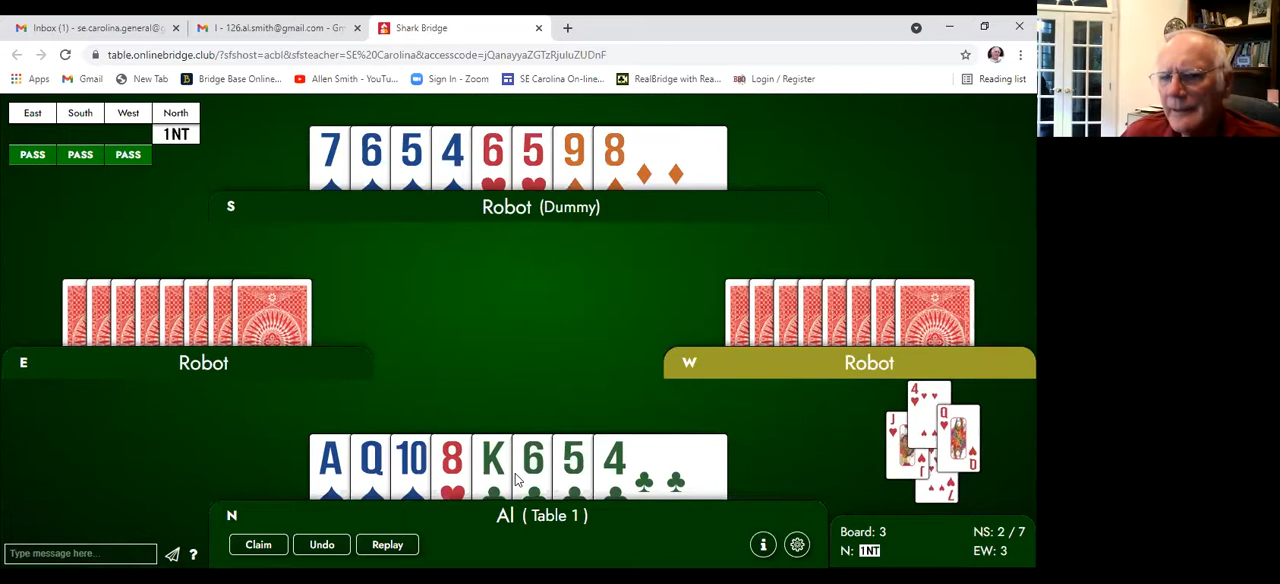 Inbox (1) - se.carolina.general@g
I - 126.al.smith@gmail.com - Gm
Shark Bridge
table.onlinebridge.club/?sfshost=acbl&sfsteacher=SE%20Carolina&accesscode=jQanayyaZGTzRjuIuZUDnF
Apps Gmail New Tab Bridge Base Online... Allen Smith - YouTu... Sign In - Zoom SE Carolina On-line... RealBridge with Rea... Login / Register Reading list
East South West North
1NT
PASS PASS PASS
7 6 5 4 6 5 9 8
S Robot (Dummy)
E Robot
W Robot
4
J Q
7
A Q 10 8 K 6 5 4
N Al ( Table 1 )
Claim Undo Replay
Type message here... ?
Board: 3 NS: 2 / 7
N: 1NT EW: 3